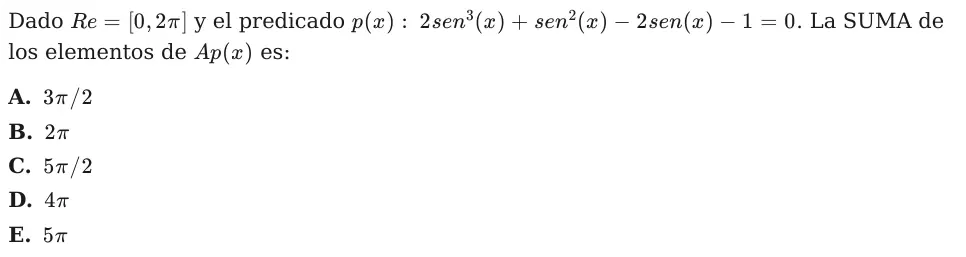 Dado Re = [0, 2π] y el predicado p(x) : 2sen³(x) + sen²(x) − 2sen(x) − 1 = 0. La SUMA de
los elementos de Ap(x) es:
A. 3π/2
B. 2π
C. 5π/2
D. 4π
E. 5π